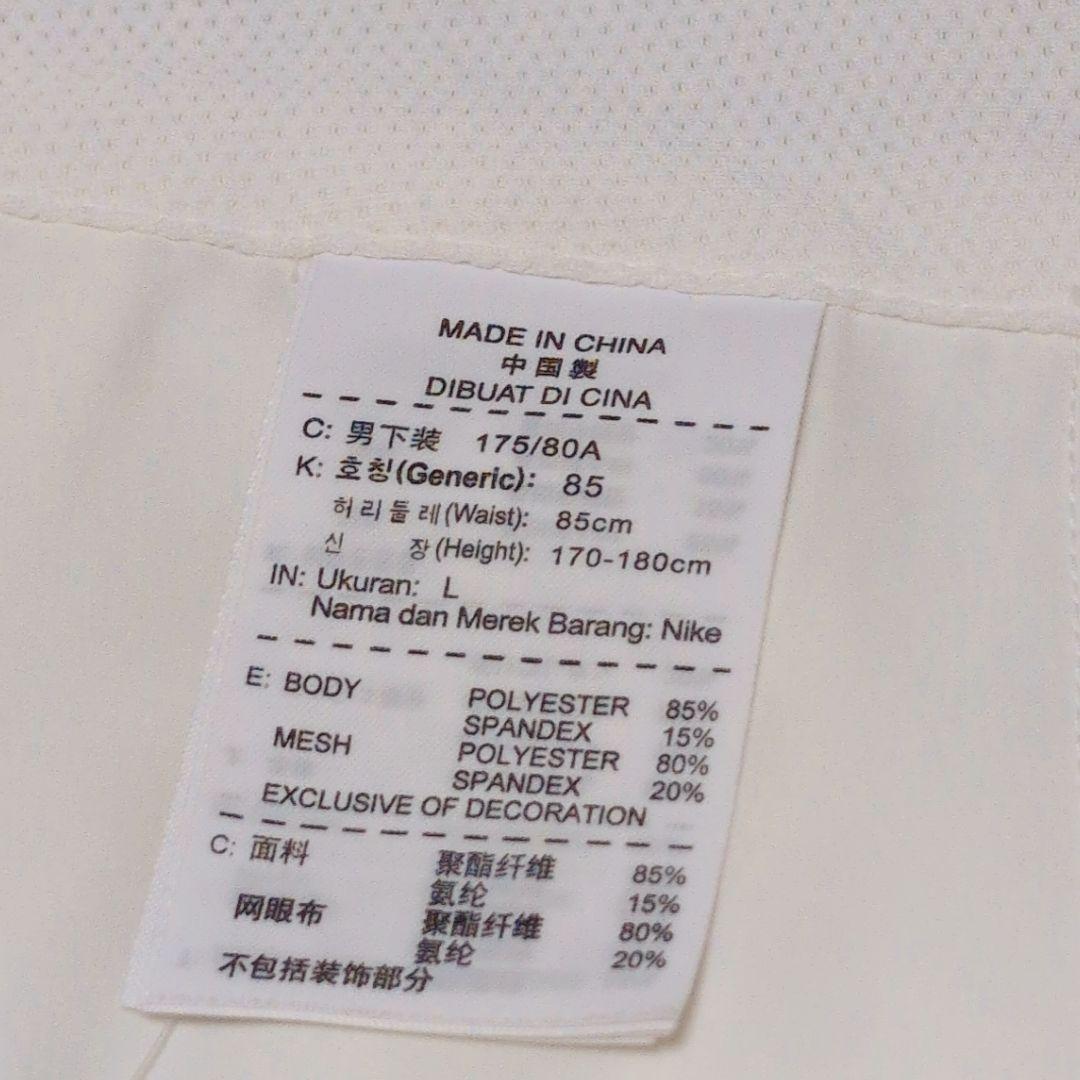 MADE IN CHINA
中国製
DIBUAT DI CINA
C: 男下装 175/80A
K: 호칭(Generic): 85
허리둘레(Waist): 85cm
신 장(Height): 170-180cm
IN: Ukuran: L
Nama dan Merek Barang: Nike
E: BODY POLYESTER 85%
SPANDEX 15%
MESH POLYESTER 80%
SPANDEX 20%
EXCLUSIVE OF DECORATION
C: 面料 聚酯纤维 85%
氨纶 15%
网眼布 聚酯纤维 80%
氨纶 20%
不包括装饰部分